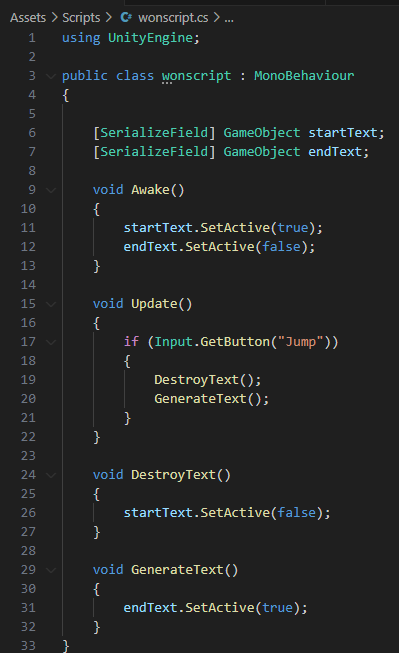 Assets > Scripts > wonscript.cs > ...
1 using UnityEngine;
2
3 public class wonscript : MonoBehaviour
4 {
5
6     [SerializeField] GameObject startText;
7     [SerializeField] GameObject endText;
8
9     void Awake()
10     {
11         startText.SetActive(true);
12         endText.SetActive(false);
13     }
14
15     void Update()
16     {
17         if (Input.GetButton("Jump"))
18         {
19             DestroyText();
20             GenerateText();
21         }
22     }
23
24     void DestroyText()
25     {
26         startText.SetActive(false);
27     }
28
29     void GenerateText()
30     {
31         endText.SetActive(true);
32     }
33 }